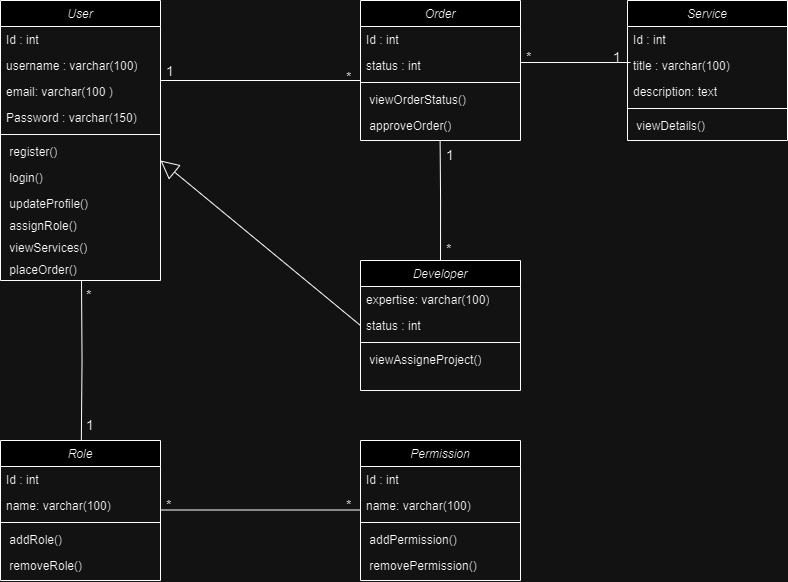 User
Id : int
username : varchar(100)
email: varchar(100 )
Password : varchar(150)
register()
login()
updateProfile()
assignRole()
viewServices()
placeOrder()
1
*
Order
Id : int
status : int
viewOrderStatus()
approveOrder()
*
1
Service
Id : int
title : varchar(100)
description: text
viewDetails()
1
*
Developer
expertise: varchar(100)
status : int
viewAssigneProject()
*
1
Role
Id : int
name: varchar(100)
addRole()
removeRole()
*
*
Permission
Id : int
name: varchar(100)
addPermission()
removePermission()